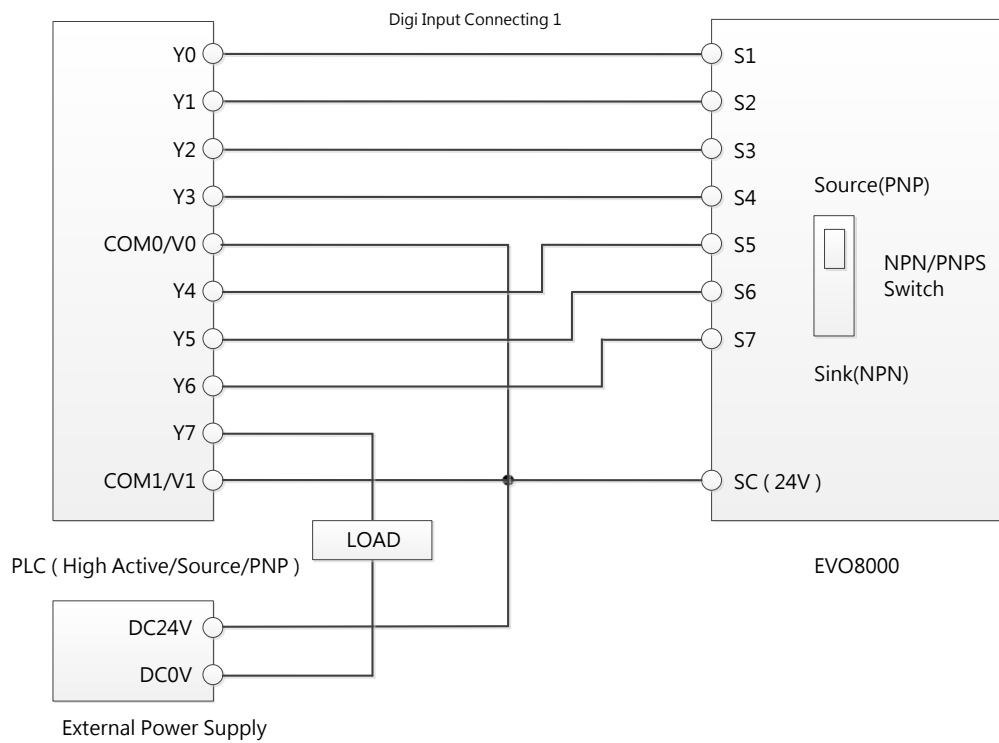 Digi Input Connecting 1
Y0
Y1
Y2
Y3
COM0/V0
Y4
Y5
Y6
Y7
COM1/V1
LOAD
PLC ( High Active/Source/PNP )
S1
S2
S3
S4
S5
S6
S7
SC ( 24V )
Source(PNP)
NPN/PNPS
Switch
Sink(NPN)
EVO8000
DC24V
DC0V
External Power Supply